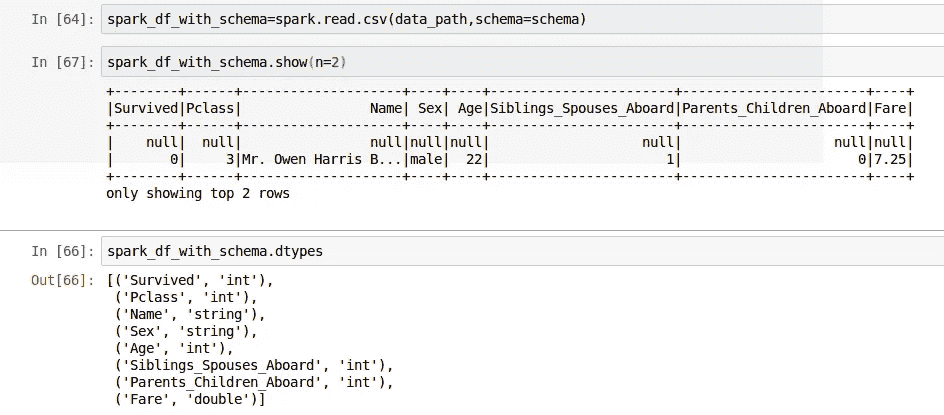 In [64]: spark_df_with_schema=spark.read.csv(data_path,schema=schema)
In [67]: spark_df_with_schema.show(n=2)
+--------+------+--------------------+----+----+-----------------------+-----------------------+----+
|Survived|Pclass|                Name| Sex| Age|Siblings_Spouses_Aboard|Parents_Children_Aboard|Fare|
+--------+------+--------------------+----+----+-----------------------+-----------------------+----+
|    null|  null|                null|null|null|                   null|                   null|null|
|       0|     3|Mr. Owen Harris B...|male|  22|                      1|                      0|7.25|
+--------+------+--------------------+----+----+-----------------------+-----------------------+----+
only showing top 2 rows
In [66]: spark_df_with_schema.dtypes
Out[66]: [('Survived', 'int'),
('Pclass', 'int'),
('Name', 'string'),
('Sex', 'string'),
('Age', 'int'),
('Siblings_Spouses_Aboard', 'int'),
('Parents_Children_Aboard', 'int'),
('Fare', 'double')]